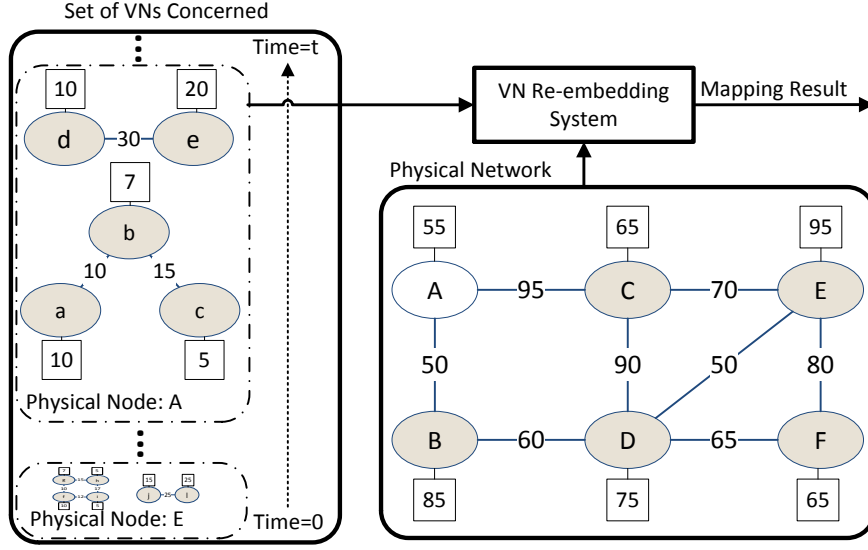 Set of VNs Concerned
Time=t
10
20
d
30
e
7
b
10
15
a
c
10
5
Physical Node: A
15
25
j
25
l
Physical Node: E
Time=0
VN Re-embedding
System
Mapping Result
Physical Network
55
65
95
A
95
C
70
E
50
90
50
80
B
60
D
65
F
85
75
65